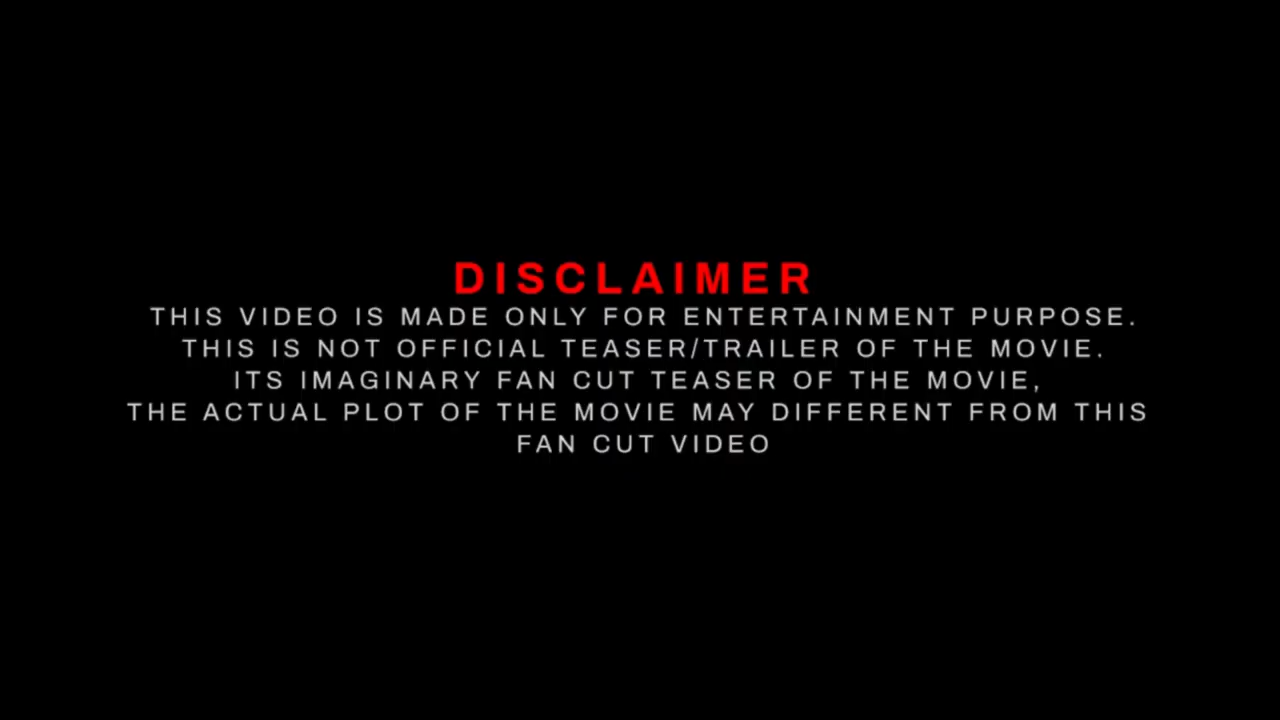 DISCLAIMER
THIS VIDEO IS MADE ONLY FOR ENTERTAINMENT PURPOSE.
THIS IS NOT OFFICIAL TEASER/TRAILER OF THE MOVIE.
ITS IMAGINARY FAN CUT TEASER OF THE MOVIE,
THE ACTUAL PLOT OF THE MOVIE MAY DIFFERENT FROM THIS
FAN CUT VIDEO